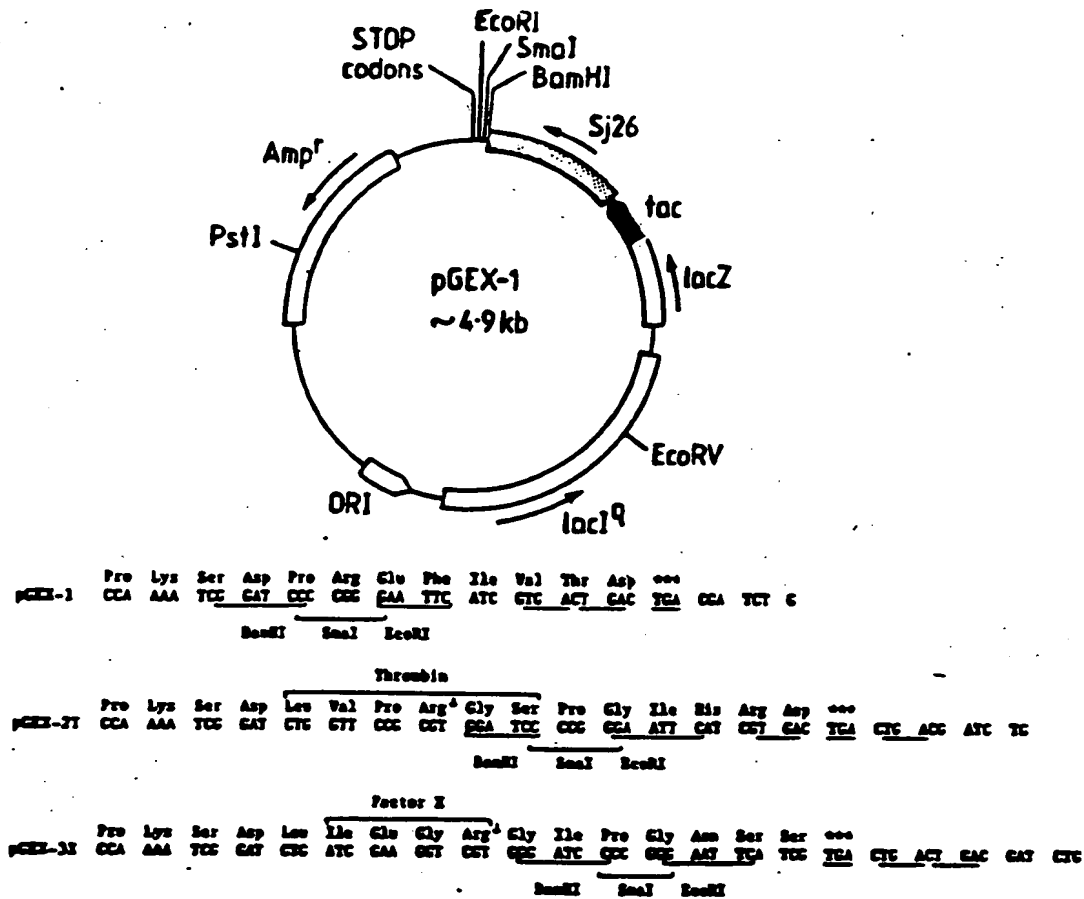 EcoRI
STOP codons
SmaI
BamHI
Sj26
Ampʳ
tac
PstI
lacZ
pGEX-1
~4·9kb
EcoRV
ORI
lacI^q
Pro Lys Ser Asp Pro Arg Glu Phe Ile Val Thr Asp ***
pGEX-1 CCA AAA TCG GAT CCC CGG GAA TTC ATC GTG ACT GAC TGA CGA TCT G
BamHI SmaI EcoRI
Thrombin
Pro Lys Ser Asp Leu Val Pro Arg Gly Ser Pro Gly Ile His Arg Asp ***
pGEX-2T CCA AAA TCG GAT CTG GTT CCG CGT GGA TCC CCG GGA ATT CAT CGT GAC TGA CTG ACG ATC TG
BamHI SmaI EcoRI
Factor X
Pro Lys Ser Asp Leu Ile Glu Gly Arg Gly Ile Pro Gly Asn Ser Ser ***
pGEX-3X CCA AAA TCG GAT CTG ATC GAA GGT CGT GGG ATC CCC GGG AAT TCA TCG TGA CTG ACT GAC GAT CTG
BamHI SmaI EcoRI